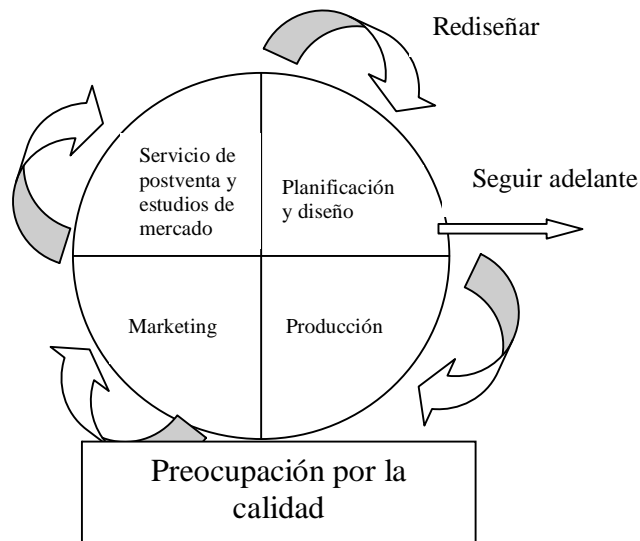 Rediseñar
Servicio de
postventa y
estudios de
mercado
Planificación
y diseño
Seguir adelante
Marketing
Producción
Preocupación por la
calidad